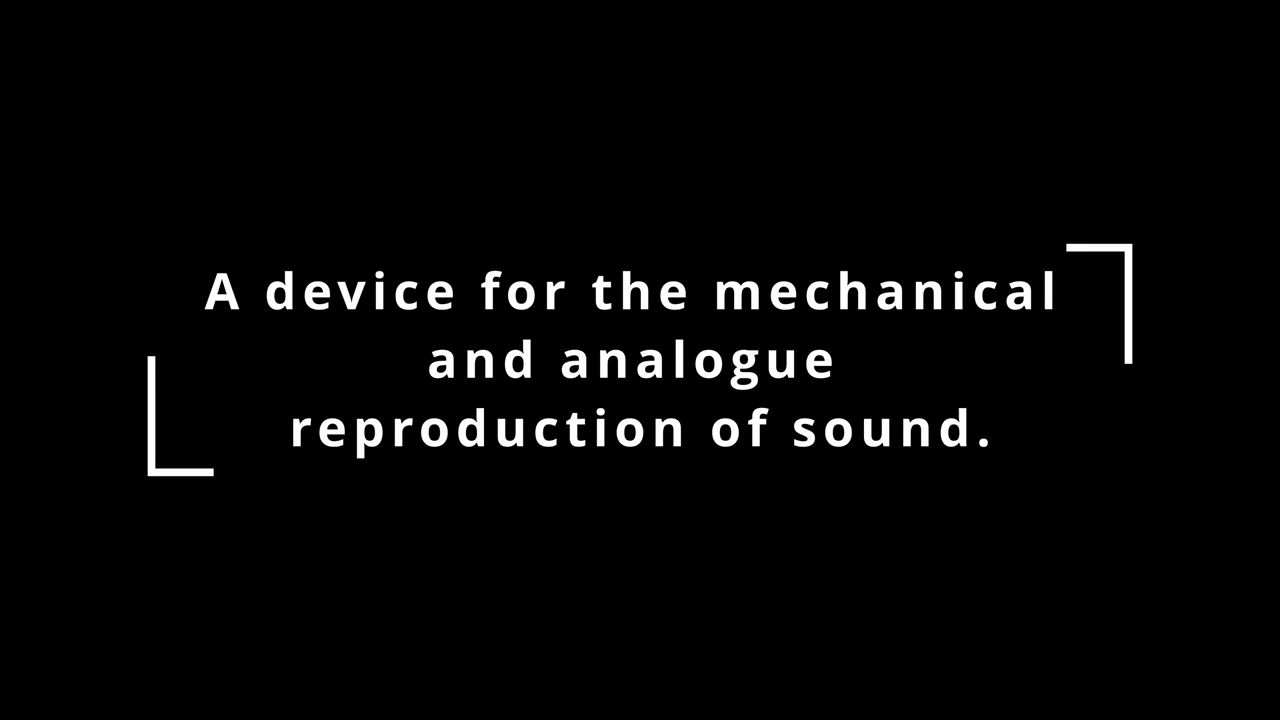 A device for the mechanical
and analogue
reproduction of sound.